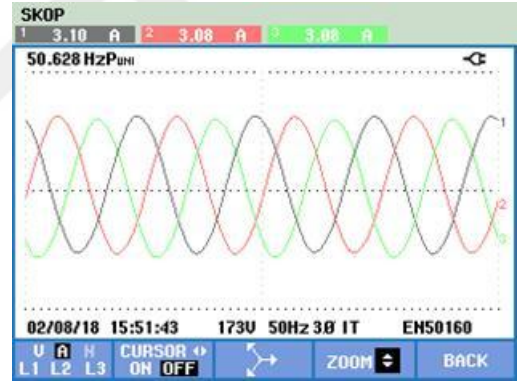 SKOP
1 3.10 A 2 3.08 A 3 3.08 A
50.628 HzPUNI
1
2
3
02/08/18 15:51:43 173V 50Hz 3Ø IT EN50160
V A N CURSOR ZOOM BACK
L1 L2 L3 ON OFF